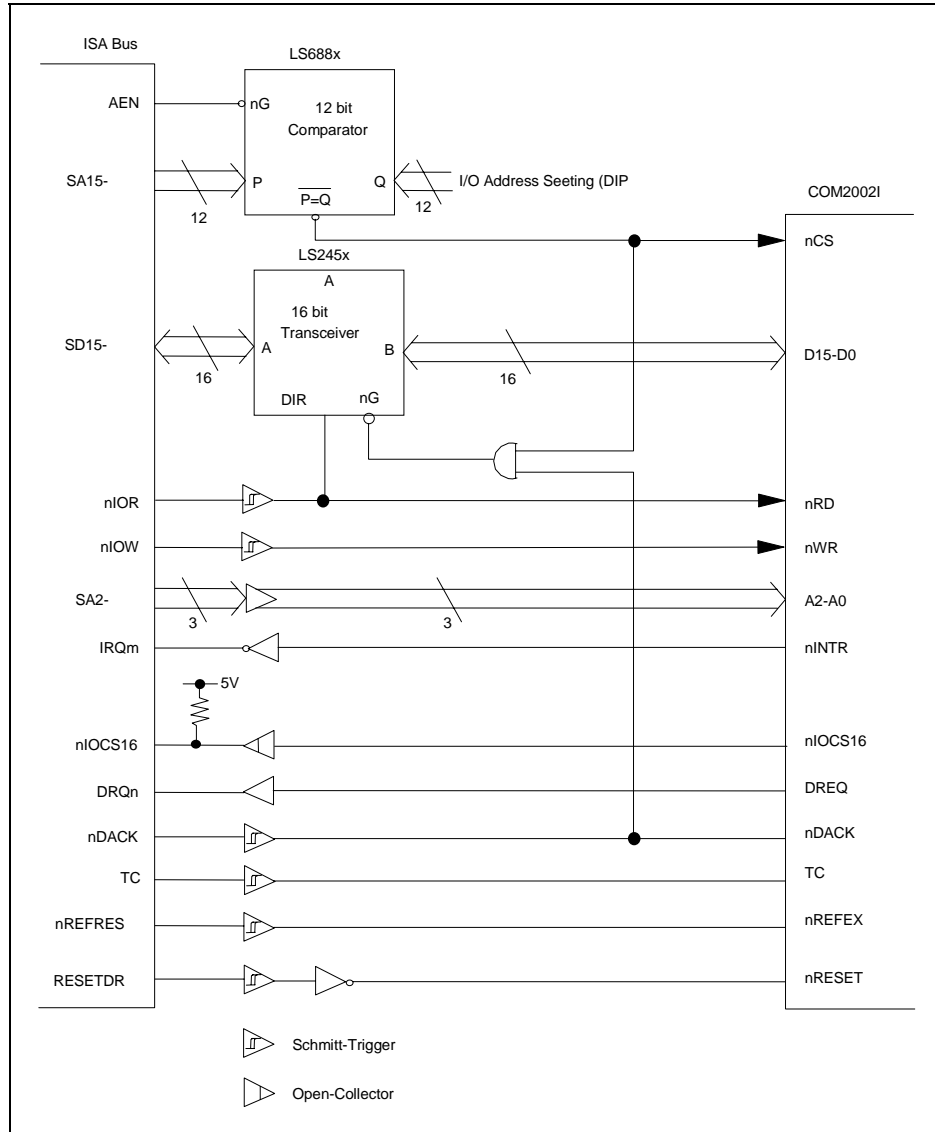 ISA Bus
LS688x
AEN
nG
12 bit
Comparator
SA15-
P
Q
I/O Address Seeting (DIP
12
P=Q
12
COM2002I
nCS
LS245x
A
16 bit
Transceiver
SD15-
A
B
D15-D0
16
16
DIR
nG
nIOR
nRD
nIOW
nWR
SA2-
A2-A0
3
3
IRQm
nINTR
5V
nIOCS16
nIOCS16
DRQn
DREQ
nDACK
nDACK
TC
TC
nREFRES
nREFEX
RESETDR
nRESET
Schmitt-Trigger
Open-Collector